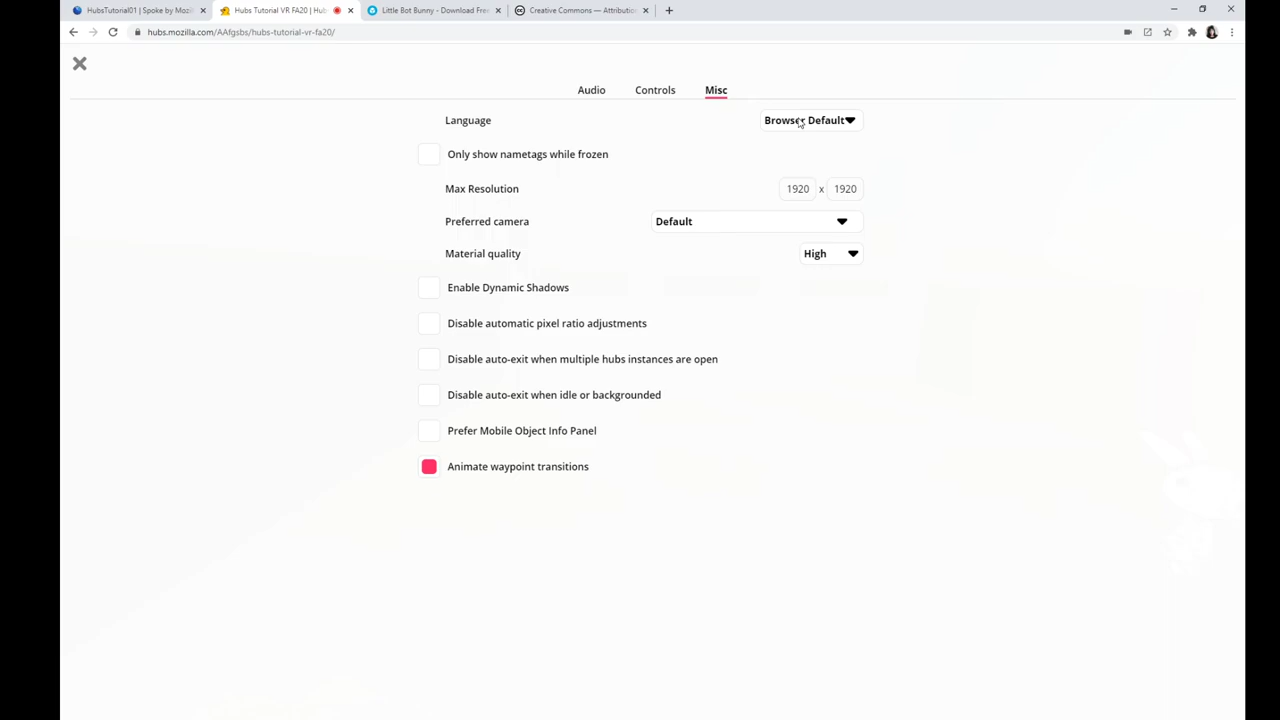 HubsTutorial01 | Spoke by Mozi
Hubs Tutorial VR FA20 | Hub
Little Bot Bunny - Download Fre
Creative Commons — Attribution
hubs.mozilla.com/AAfgsbs/hubs-tutorial-vr-fa20/
Audio Controls Misc
Language Browser Default
Only show nametags while frozen
Max Resolution 1920 x 1920
Preferred camera Default
Material quality High
Enable Dynamic Shadows
Disable automatic pixel ratio adjustments
Disable auto-exit when multiple hubs instances are open
Disable auto-exit when idle or backgrounded
Prefer Mobile Object Info Panel
Animate waypoint transitions